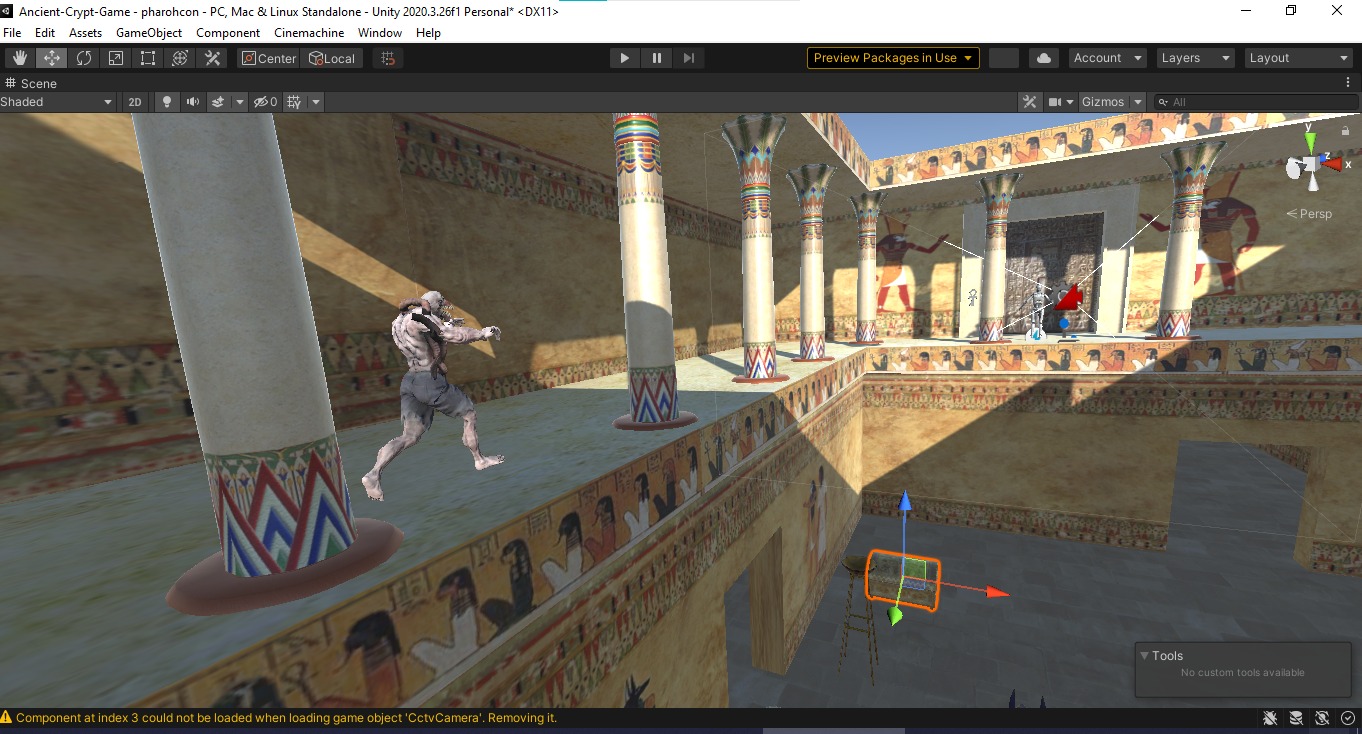 Ancient-Crypt-Game - pharohcon - PC, Mac & Linux Standalone - Unity 2020.3.26f1 Personal* <DX11>
File Edit Assets GameObject Component Cinemachine Window Help
Center Local Preview Packages in Use Account Layers Layout
Scene
Shaded 2D 0 Gizmos All
y
z
x
Persp
Tools
No custom tools available
Component at index 3 could not be loaded when loading game object 'CctvCamera'. Removing it.